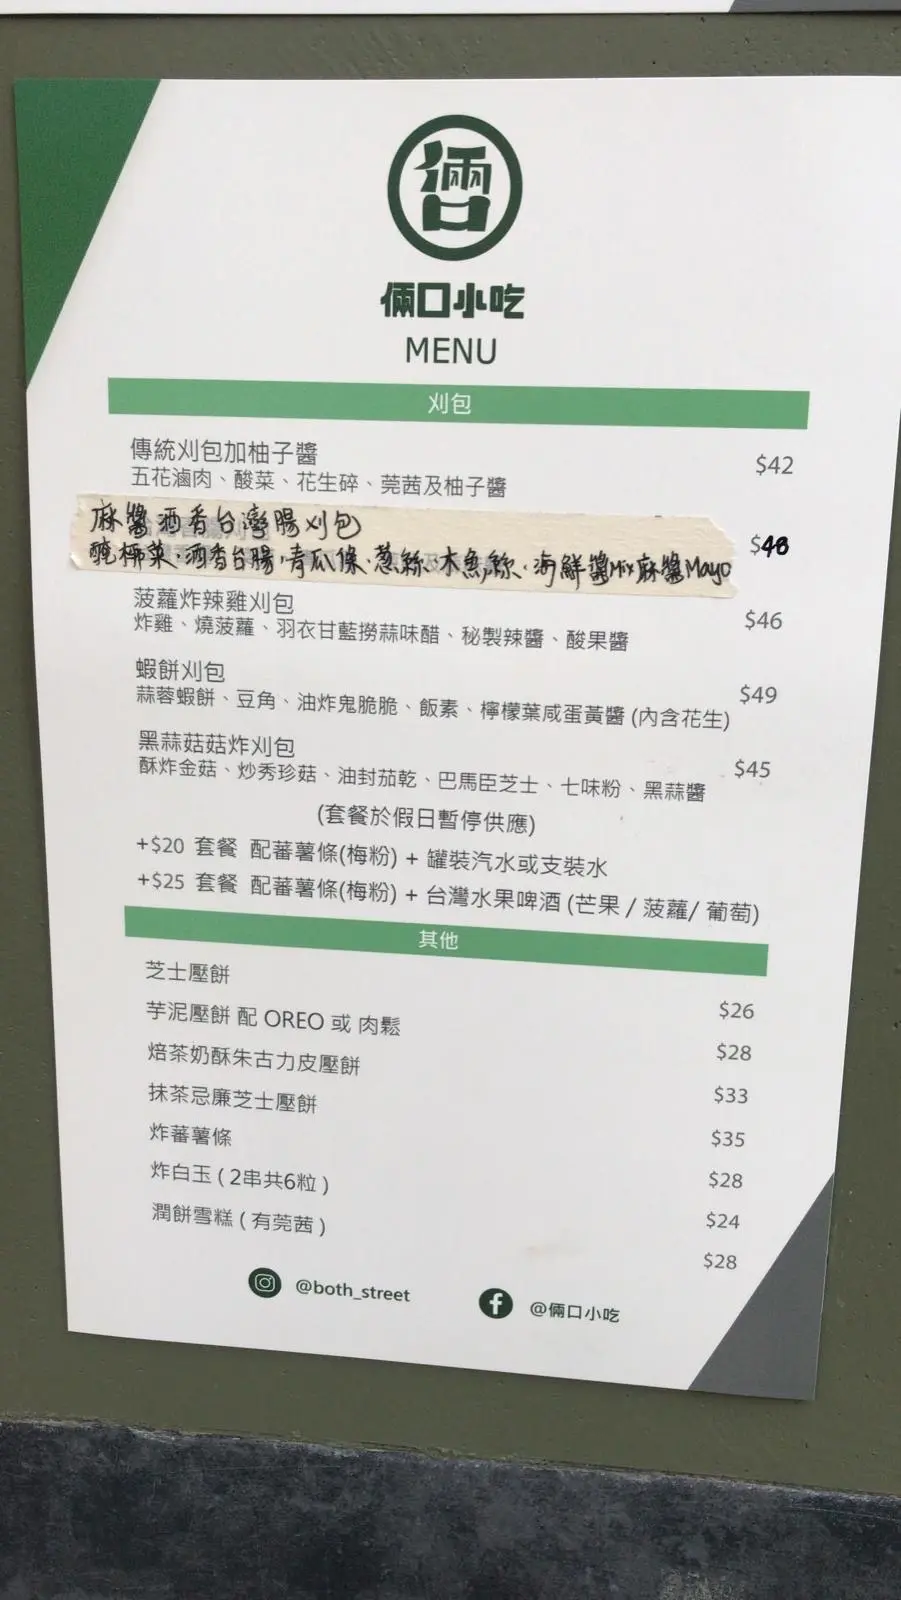 倆口
倆口小吃
MENU
刈包
傳統刈包加柚子醬 $42
五花滷肉、酸菜、花生碎、莞茜及柚子醬
麻醬酒香台灣腸刈包 $48
醃椰菜、酒香台腸、青瓜條、葱絲、木魚絲、海鮮醬Mix麻醬Mayo
菠蘿炸辣雞刈包 $46
炸雞、燒菠蘿、羽衣甘藍撈蒜味醋、秘製辣醬、酸果醬
蝦餅刈包 $49
蒜蓉蝦餅、豆角、油炸鬼脆脆、飯素、檸檬葉咸蛋黃醬 (內含花生)
黑蒜菇菇炸刈包 $45
酥炸金菇、炒秀珍菇、油封茄乾、巴馬臣芝士、七味粉、黑蒜醬
(套餐於假日暫停供應)
+$20 套餐 配蕃薯條(梅粉) + 罐裝汽水或支裝水
+$25 套餐 配蕃薯條(梅粉) + 台灣水果啤酒 (芒果 / 菠蘿/ 葡萄)
其他
芝士壓餅 $26
芋泥壓餅 配 OREO 或 肉鬆 $28
焙茶奶酥朱古力皮壓餅 $33
抹茶忌廉芝士壓餅 $35
炸蕃薯條 $28
炸白玉 ( 2串共6粒 ) $24
潤餅雪糕 ( 有莞茜 ) $28
@both_street @倆口小吃